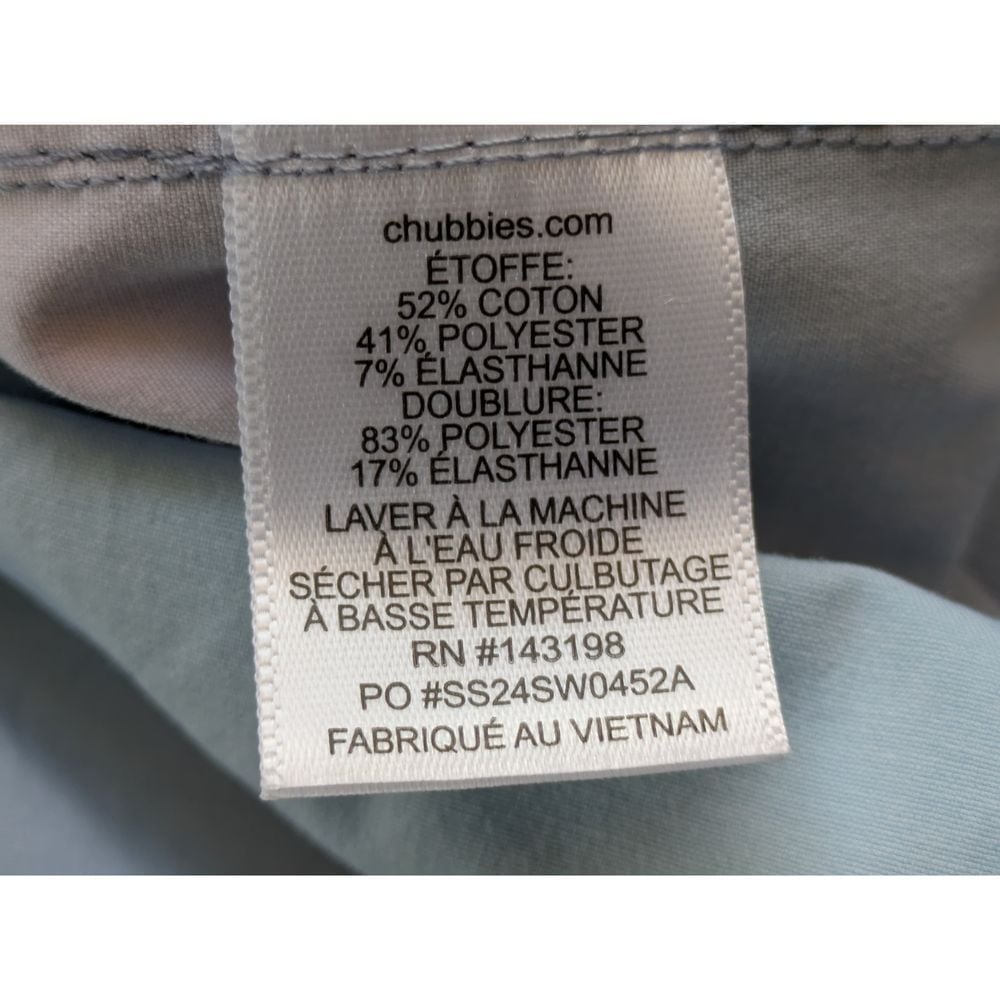 chubbies.com
ÉTOFFE:
52% COTON
41% POLYESTER
7% ÉLASTHANNE
DOUBLURE:
83% POLYESTER
17% ÉLASTHANNE
LAVER À LA MACHINE
À L'EAU FROIDE
SÉCHER PAR CULBUTAGE
À BASSE TEMPÉRATURE
RN #143198
PO #SS24SW0452A
FABRIQUÉ AU VIETNAM